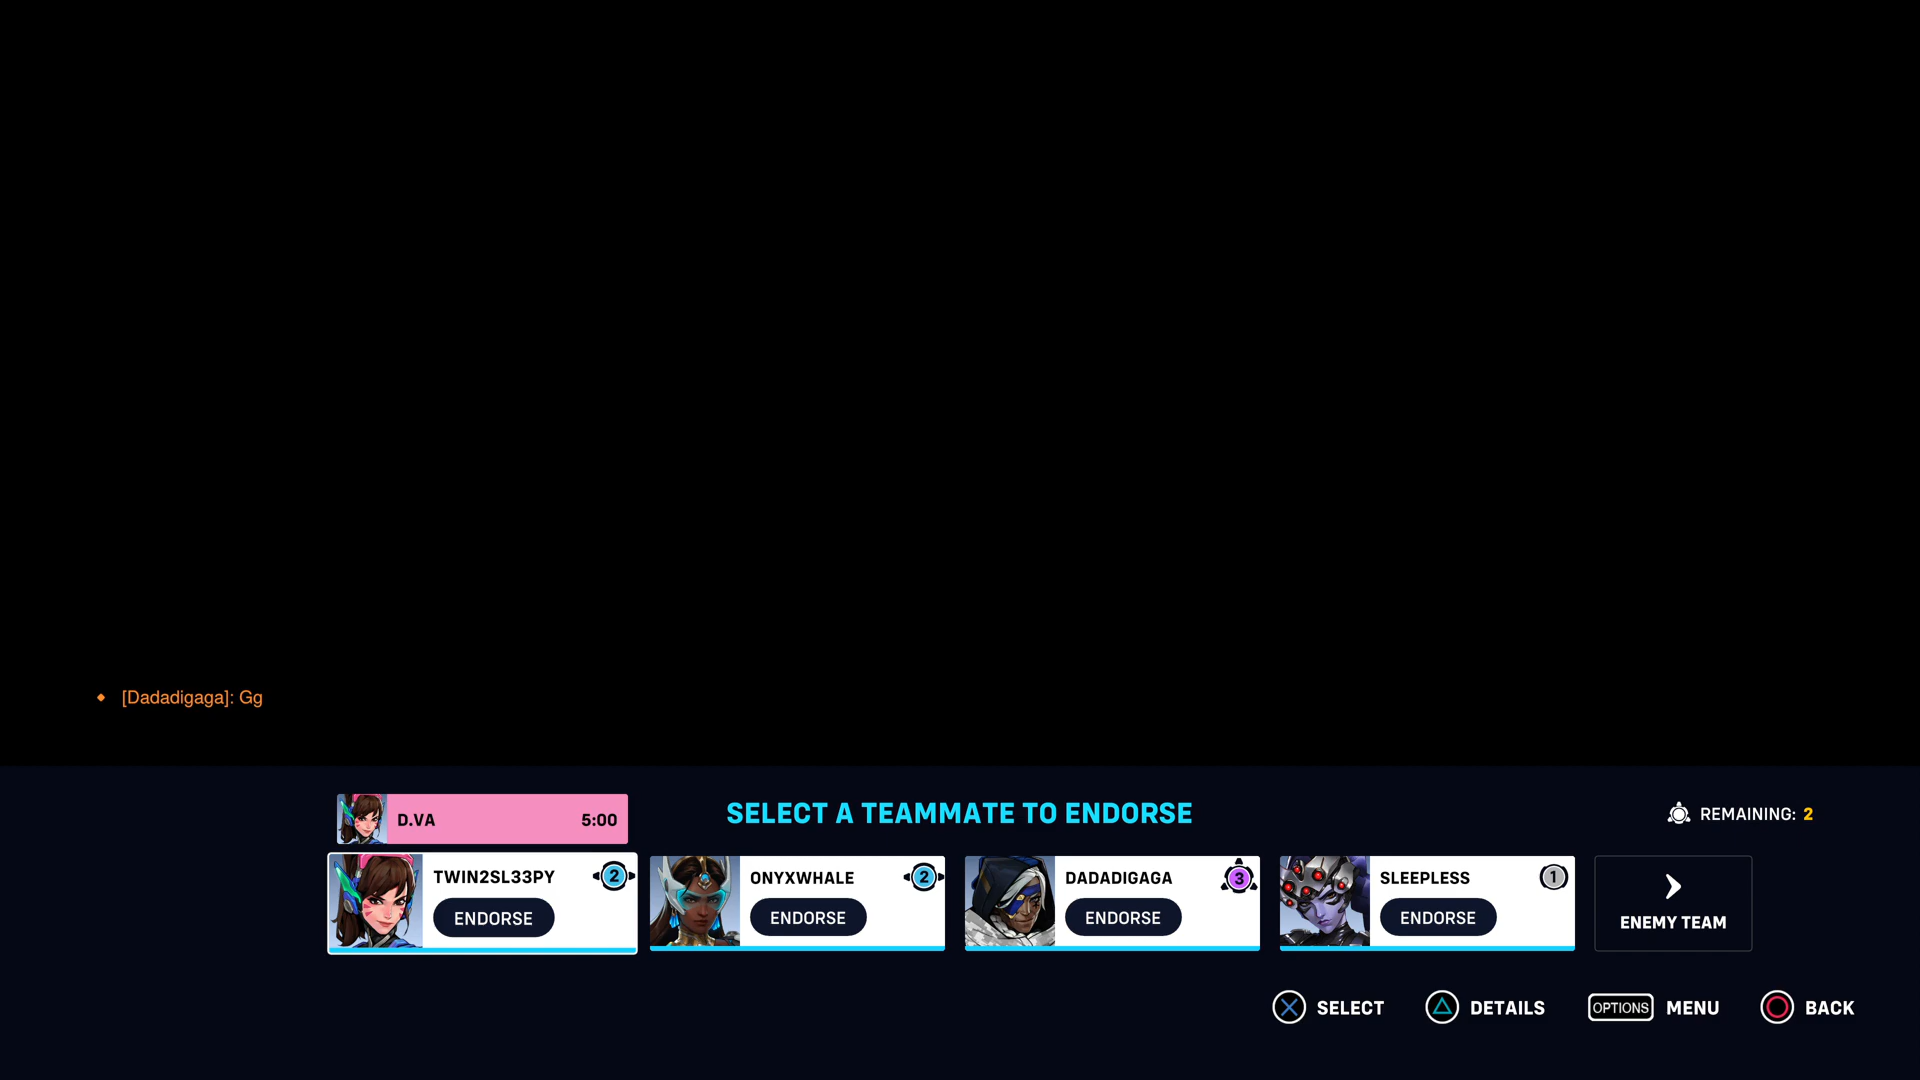 [Dadadigaga]: Gg
D.VA 5:00
SELECT A TEAMMATE TO ENDORSE
REMAINING: 2
TWIN2SL33PY 2
ENDORSE
ONYXWHALE 2
ENDORSE
DADADIGAGA 3
ENDORSE
SLEEPLESS 1
ENDORSE
ENEMY TEAM
SELECT DETAILS OPTIONS MENU BACK